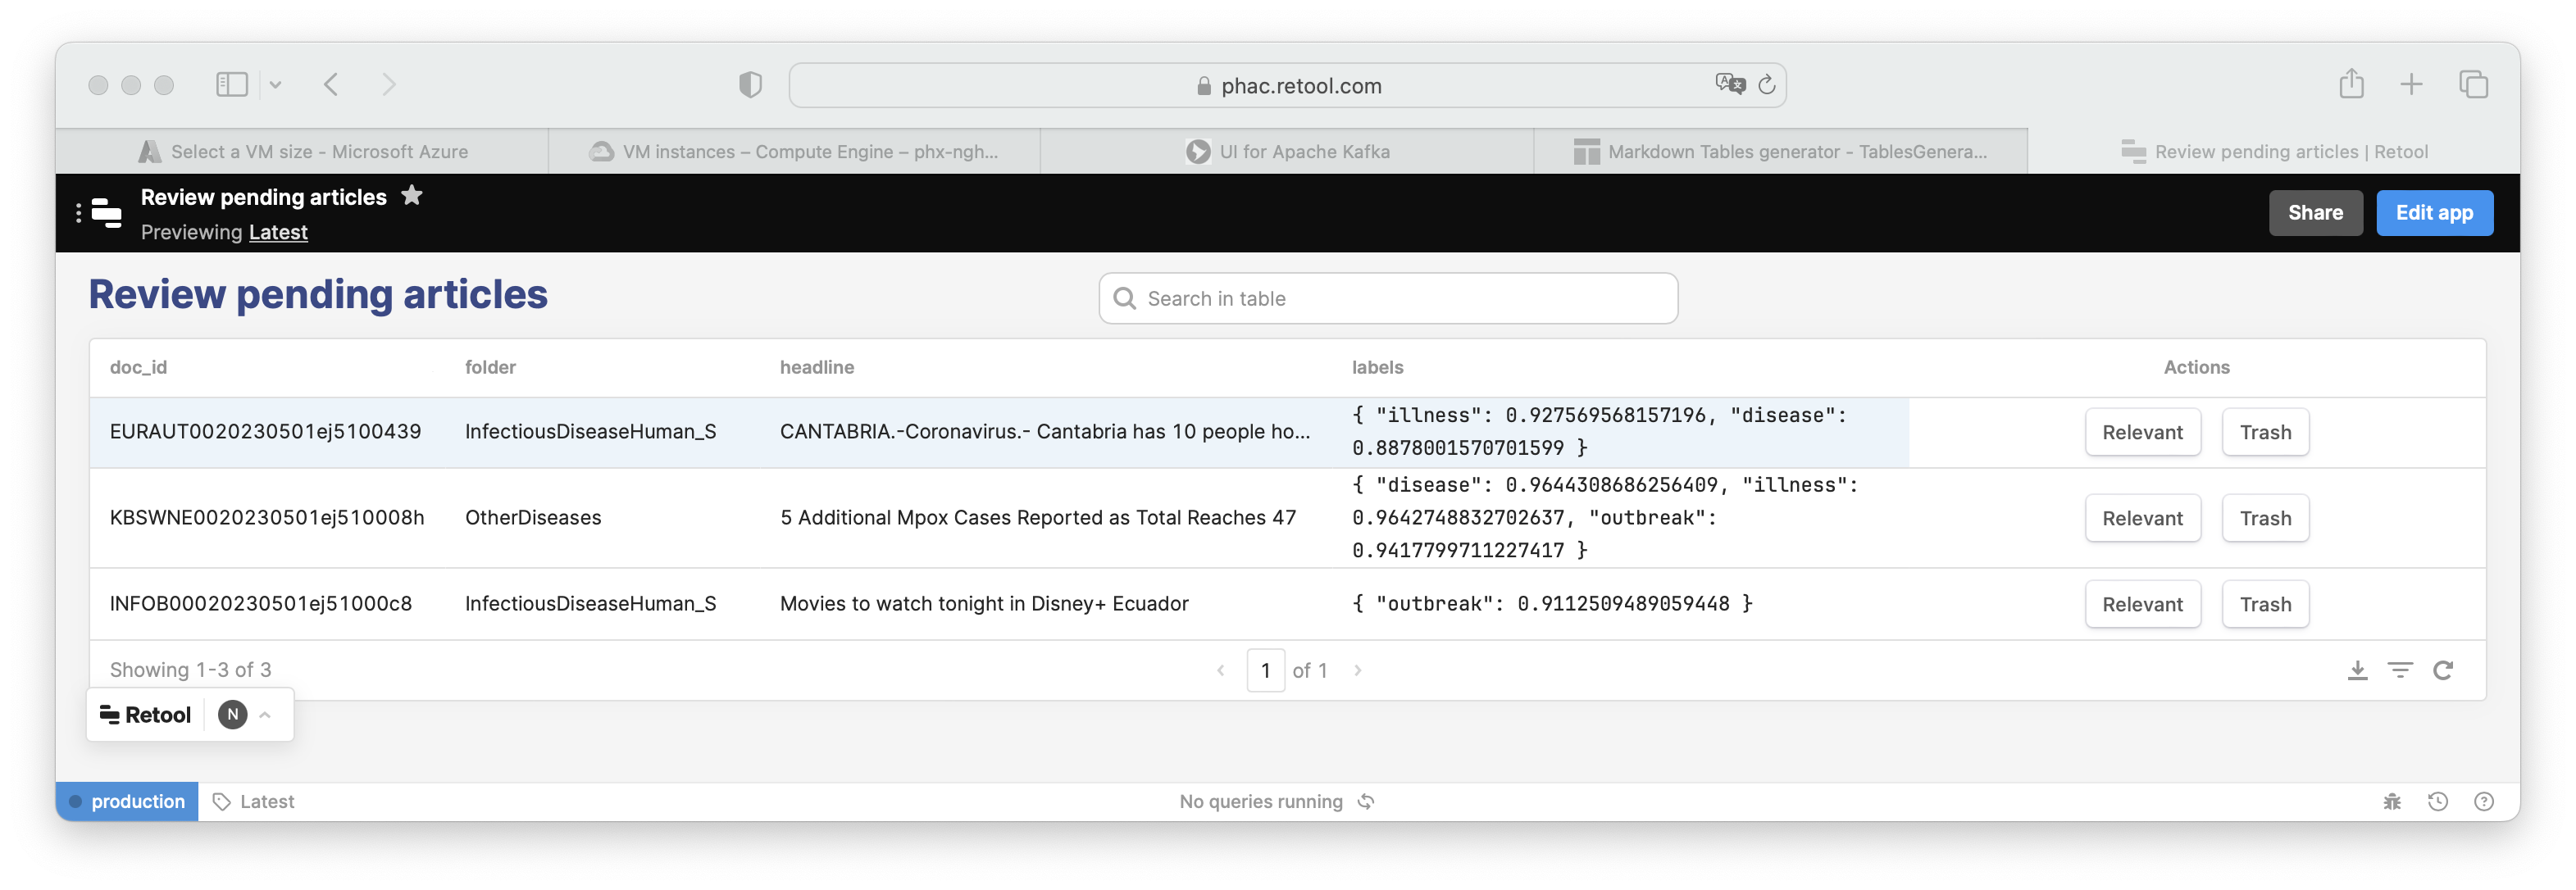 phac.retool.com
Select a VM size - Microsoft Azure
VM instances – Compute Engine – phx-ngh...
UI for Apache Kafka
Markdown Tables generator - TablesGenera...
Review pending articles | Retool
Review pending articles
Previewing Latest
Share
Edit app
Review pending articles
Search in table
doc_id folder headline labels Actions
EURAUT0020230501ej5100439 InfectiousDiseaseHuman_S CANTABRIA.-Coronavirus.- Cantabria has 10 people ho...
{ "illness": 0.927569568157196, "disease":
0.8878001570701599 }
Relevant Trash
KBSWNE0020230501ej510008h OtherDiseases 5 Additional Mpox Cases Reported as Total Reaches 47
{ "disease": 0.9644308686256409, "illness":
0.9642748832702637, "outbreak":
0.9417799711227417 }
Relevant Trash
INFOB00020230501ej51000c8 InfectiousDiseaseHuman_S Movies to watch tonight in Disney+ Ecuador
{ "outbreak": 0.9112509489059448 }
Relevant Trash
Showing 1-3 of 3
1 of 1
Retool N
production
Latest
No queries running